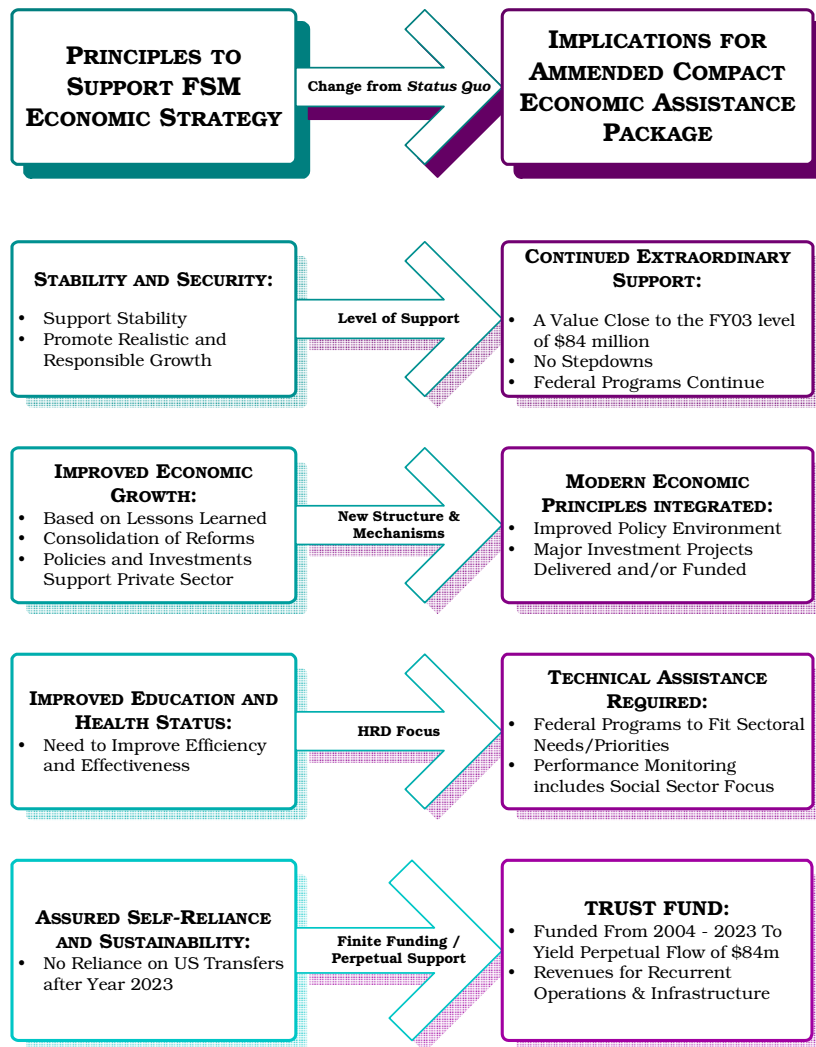 PRINCIPLES TO
SUPPORT FSM
ECONOMIC STRATEGY
Change from Status Quo
IMPLICATIONS FOR
AMMENDED COMPACT
ECONOMIC ASSISTANCE
PACKAGE
STABILITY AND SECURITY:
• Support Stability
• Promote Realistic and
Responsible Growth
Level of Support
CONTINUED EXTRAORDINARY
SUPPORT:
• A Value Close to the FY03 level
of $84 million
• No Stepdowns
• Federal Programs Continue
IMPROVED ECONOMIC
GROWTH:
• Based on Lessons Learned
• Consolidation of Reforms
• Policies and Investments
Support Private Sector
New Structure &
Mechanisms
MODERN ECONOMIC
PRINCIPLES INTEGRATED:
• Improved Policy Environment
• Major Investment Projects
Delivered and/or Funded
IMPROVED EDUCATION AND
HEALTH STATUS:
• Need to Improve Efficiency
and Effectiveness
HRD Focus
TECHNICAL ASSISTANCE
REQUIRED:
• Federal Programs to Fit Sectoral
Needs/Priorities
• Performance Monitoring
includes Social Sector Focus
ASSURED SELF-RELIANCE
AND SUSTAINABILITY:
• No Reliance on US Transfers
after Year 2023
Finite Funding /
Perpetual Support
TRUST FUND:
• Funded From 2004 - 2023 To
Yield Perpetual Flow of $84m
• Revenues for Recurrent
Operations & Infrastructure